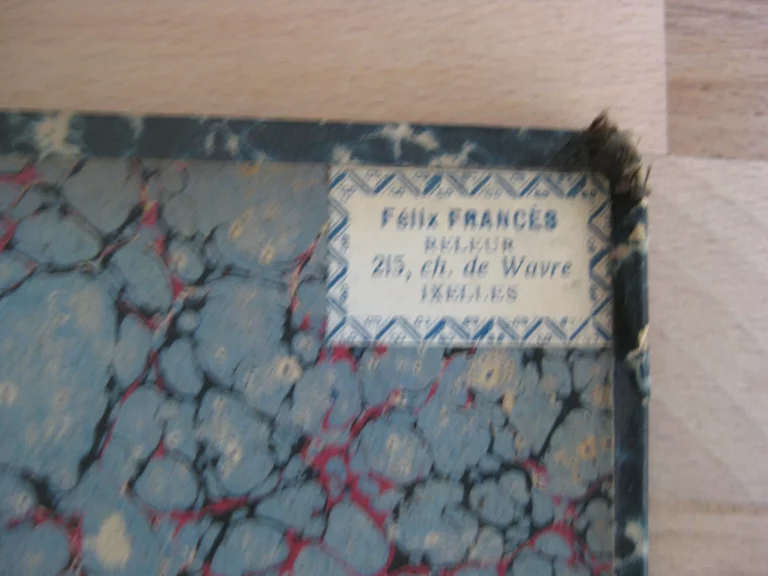 Félix FRANCÈS
RELEUR
215, ch. de Wavre
IXELLES